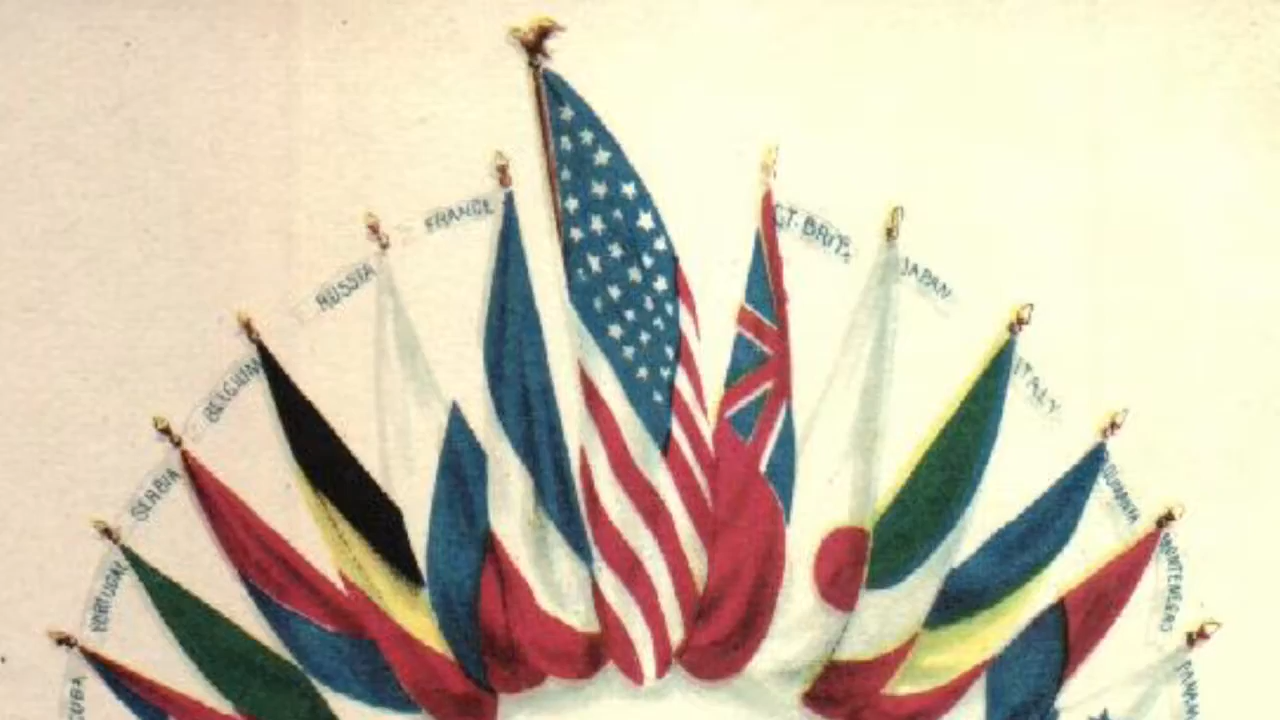 FRANCE
GT. BRIT.
RUSSIA
JAPAN
BELGIUM
ITALY
SERBIA
ROUMANIA
PORTUGAL
MONTENEGRO
CUBA